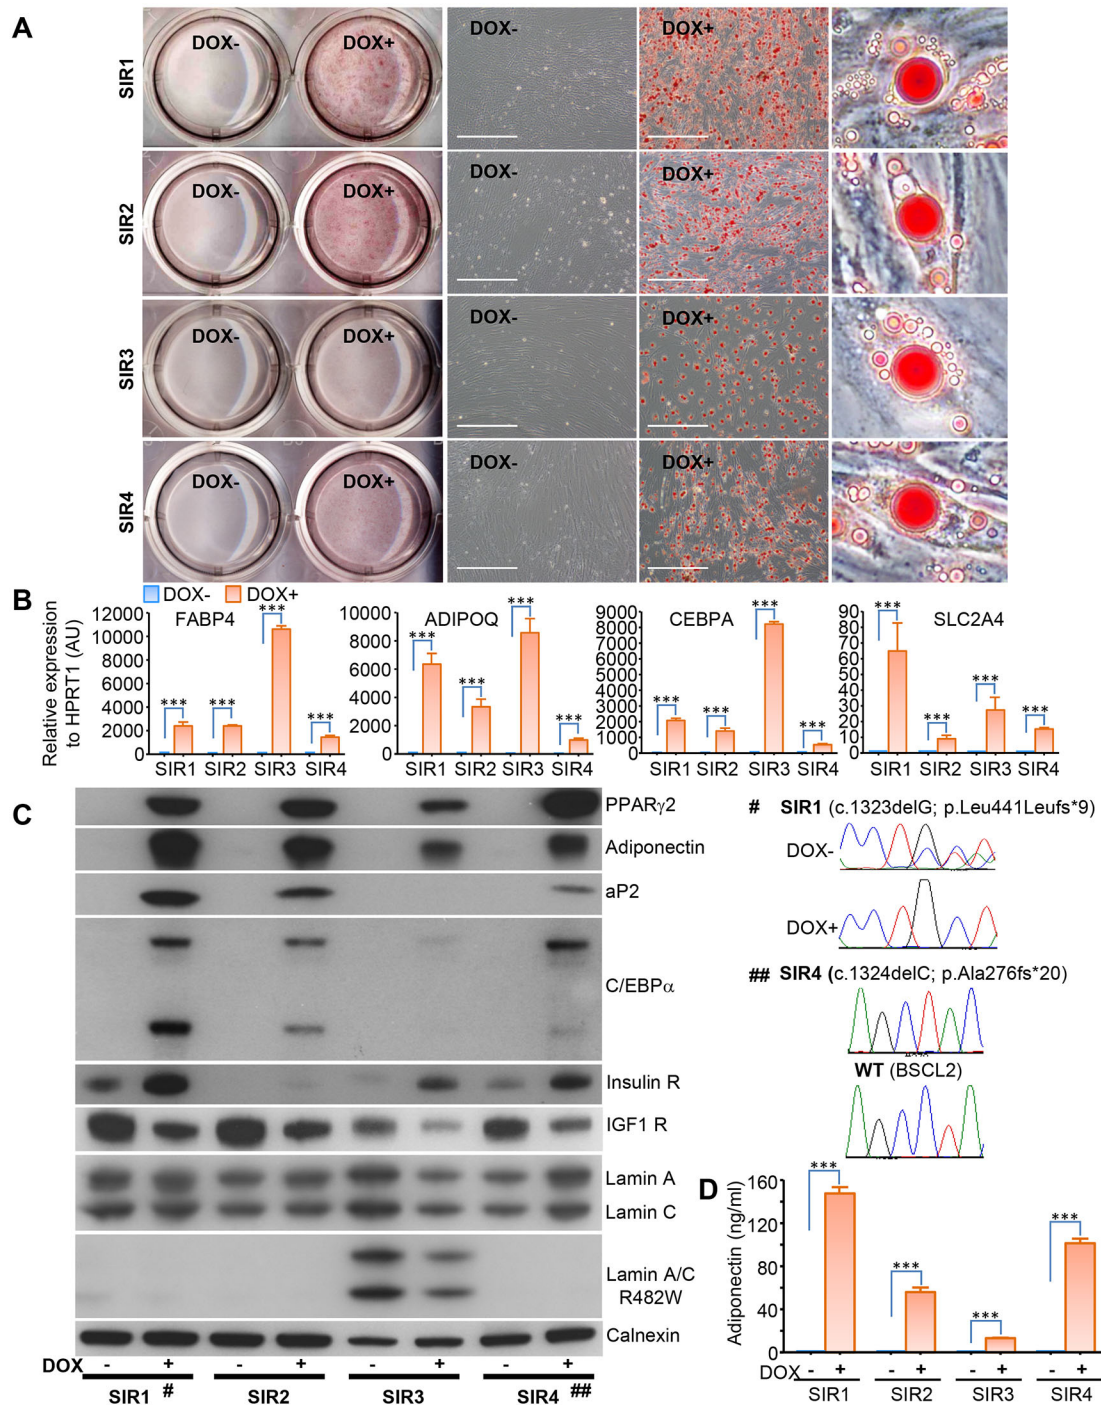 A
SIR1
DOX-
DOX+
DOX-
DOX+
SIR2
DOX-
DOX+
DOX-
DOX+
SIR3
DOX-
DOX+
DOX-
DOX+
SIR4
DOX-
DOX+
DOX-
DOX+
B
DOX- DOX+
Relative expression
to HPRT1 (AU)
FABP4
12000
10000
8000
6000
4000
2000
0
*** *** *** ***
SIR1 SIR2 SIR3 SIR4
ADIPOQ
10000
8000
6000
4000
2000
0
*** *** *** ***
SIR1 SIR2 SIR3 SIR4
CEBPA
9000
8000
7000
6000
5000
4000
3000
2000
1000
0000
*** *** *** ***
SIR1 SIR2 SIR3 SIR4
SLC2A4
90
80
70
60
50
40
30
20
10
0
*** *** *** ***
SIR1 SIR2 SIR3 SIR4
C
PPARγ2
Adiponectin
aP2
C/EBPα
Insulin R
IGF1 R
Lamin A
Lamin C
Lamin A/C
R482W
Calnexin
DOX - + - + - + - +
SIR1 # SIR2 SIR3 SIR4 ##
# SIR1 (c.1323delG; p.Leu441Leufs*9)
DOX-
DOX+
## SIR4 (c.1324delC; p.Ala276fs*20)
WT (BSCL2)
D
Adiponectin (ng/ml)
160
120
80
40
0
*** *** *** ***
DOX - + - + - + - +
SIR1 SIR2 SIR3 SIR4